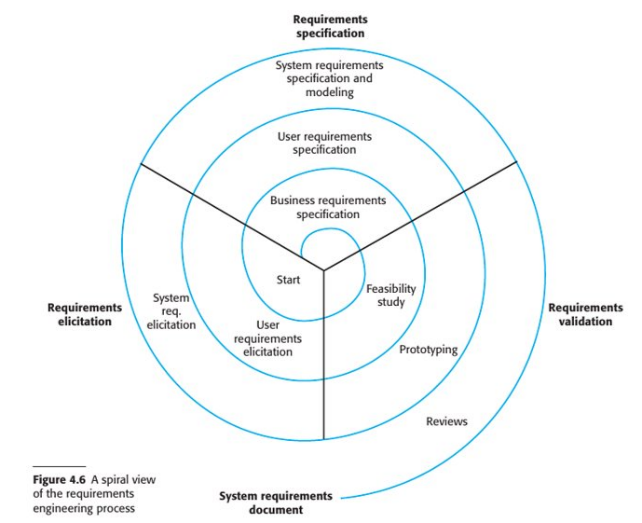 Requirements
specification
System requirements
specification and
modeling
User requirements
specification
Business requirements
specification
Start
Feasibility
study
Requirements
elicitation
System
req.
elicitation
User
requirements
elicitation
Requirements
validation
Prototyping
Reviews
Figure 4.6 A spiral view
of the requirements
engineering process
System requirements
document